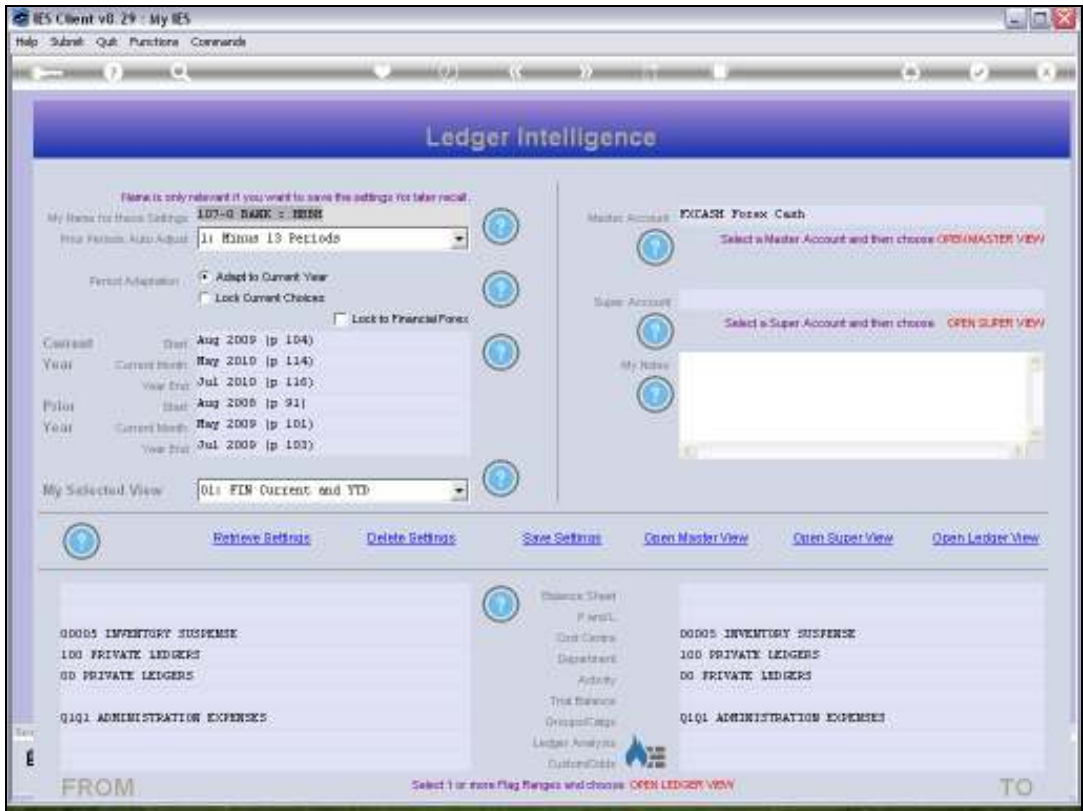 IES Client v8.29 : My IES
Help Submit Quit Functions Commands
Ledger Intelligence
Name is only relevant if you want to save the settings for later recall.
My Name for these Settings 107-0 BANK : HBBH
Prior Periods Auto Adjust 1: Minus 13 Periods
Period Adaptation Adapt to Current Year
Lock Current Choices
Lock to Financial Forex
Current Start Aug 2009 (p 104)
Year Current Month May 2010 (p 114)
Year End Jul 2010 (p 116)
Prior Start Aug 2008 (p 91)
Year Current Month May 2009 (p 101)
Year End Jul 2009 (p 103)
My Selected View 01: FIN Current and YTD
Master Account FXCASH Forex Cash
Select a Master Account and then choose OPEN MASTER VIEW
Super Account
Select a Super Account and then choose OPEN SUPER VIEW
My Notes
Retrieve Settings Delete Settings Save Settings Open Master View Open Super View Open Ledger View
Balance Sheet
P and L
00005 INVENTORY SUSPENSE Cost Centre 00005 INVENTORY SUSPENSE
100 PRIVATE LEDGERS Department 100 PRIVATE LEDGERS
00 PRIVATE LEDGERS Activity 00 PRIVATE LEDGERS
Trial Balance
Q1Q1 ADMINISTRATION EXPENSES Q1Q1 ADMINISTRATION EXPENSES
Ledger Analysis
FROM Select 1 or more Flag Ranges and choose OPEN LEDGER VIEW TO